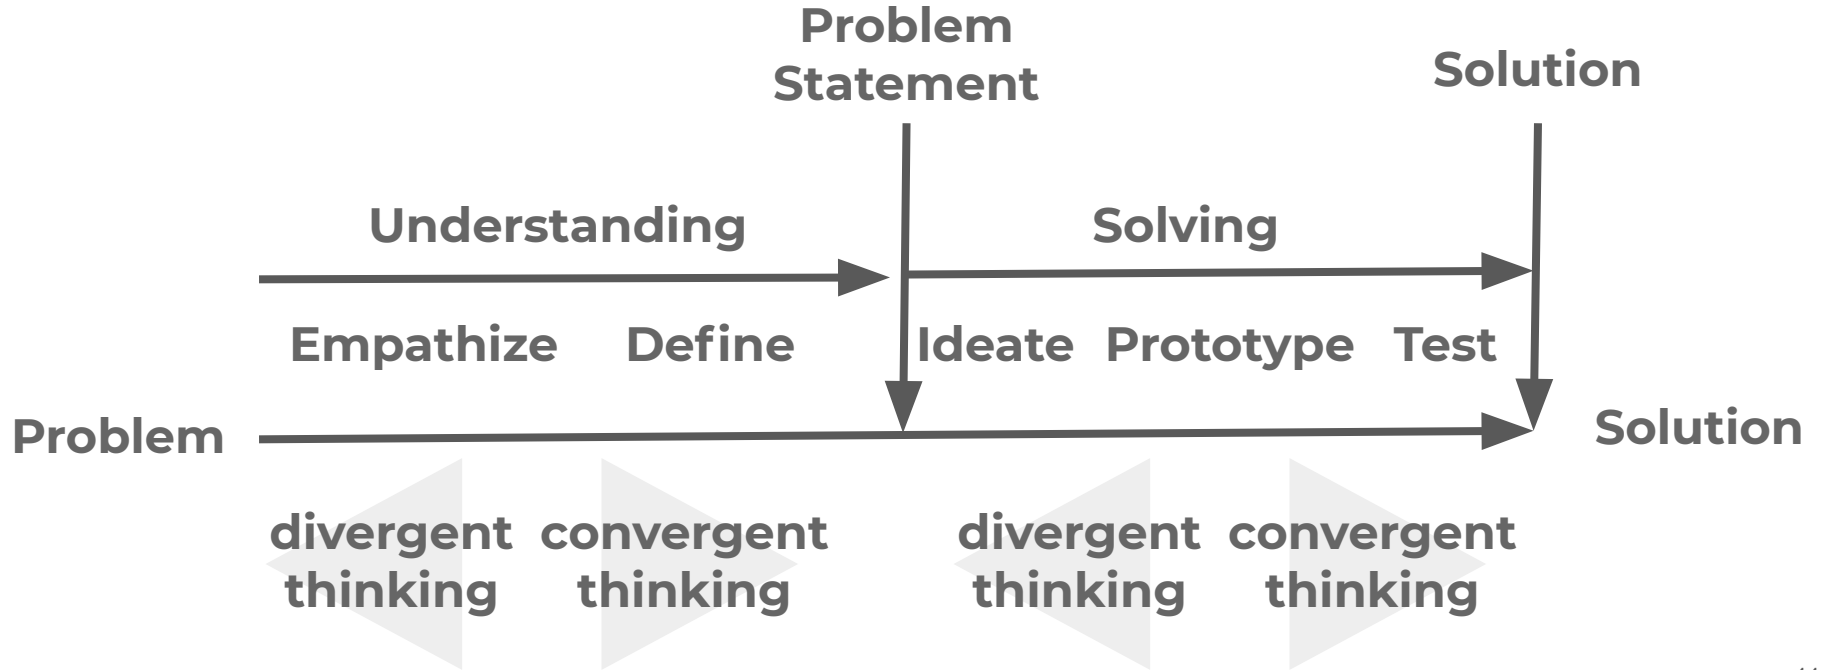 Problem
Statement
Solution
Understanding
Solving
Empathize Define Ideate Prototype Test
Problem
Solution
divergent
thinking
convergent
thinking
divergent
thinking
convergent
thinking